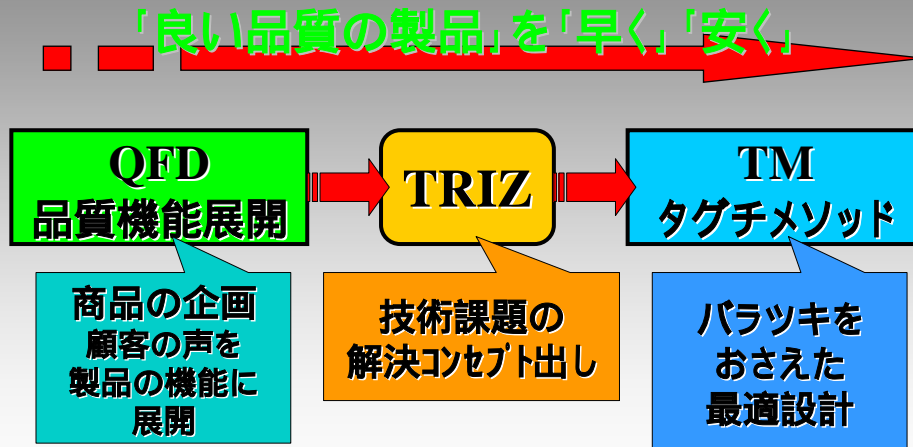 「良い品質の製品」を「早く」「安く」
QFD
品質機能展開
TRIZ
TM
タグチメソッド
商品の企画
顧客の声を
製品の機能に
展開
技術課題の
解決ｺﾝｾﾌﾟﾄ出し
バラツキを
おさえた
最適設計